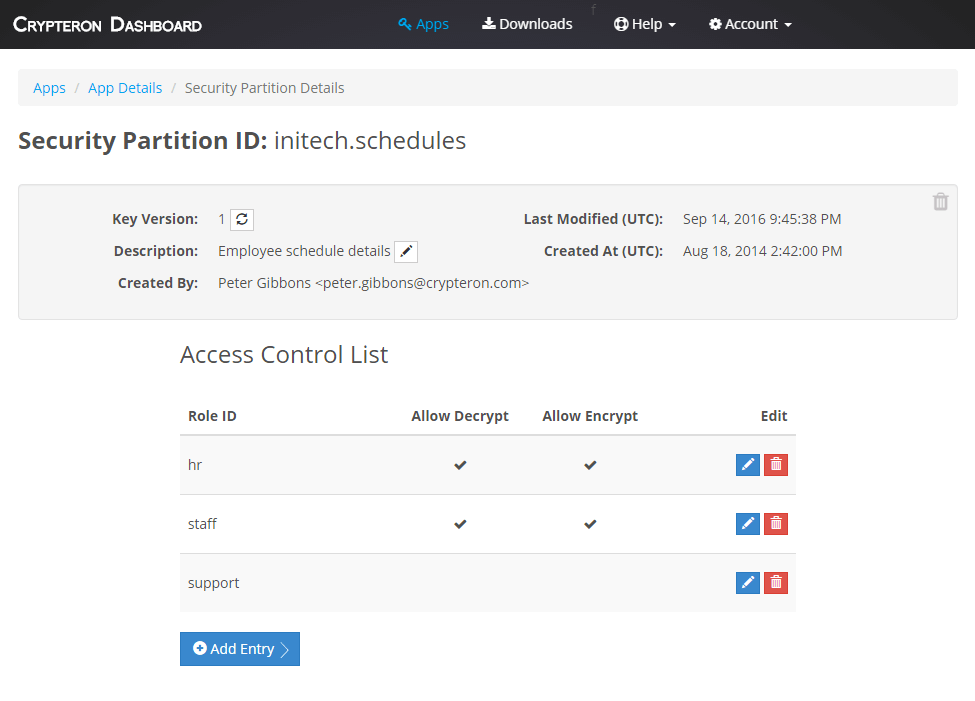 Crypteron Dashboard Apps Downloads f Help Account
Apps / App Details / Security Partition Details
Security Partition ID: initech.schedules
Key Version: 1 Last Modified (UTC): Sep 14, 2016 9:45:38 PM
Description: Employee schedule details Created At (UTC): Aug 18, 2014 2:42:00 PM
Created By: Peter Gibbons <peter.gibbons@crypteron.com>
Access Control List
Role ID Allow Decrypt Allow Encrypt Edit
hr
staff
support
Add Entry